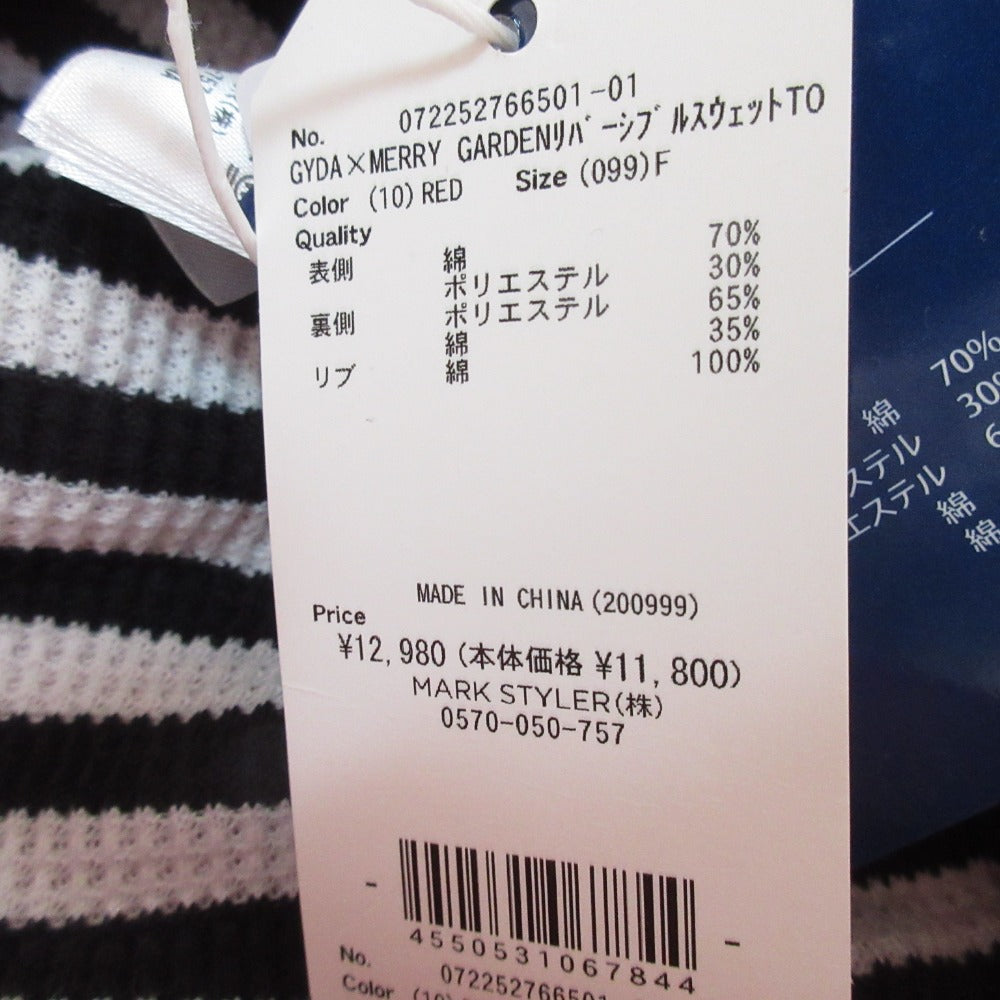 No. 072252766501-01
GYDA×MERRY GARDENリバーシブルスウェットTO
Color (10)RED Size (099)F
Quality
表側 綿 70%
ポリエステル 30%
裏側 ポリエステル 65%
綿 35%
リブ 綿 100%
MADE IN CHINA(200999)
Price
¥12,980(本体価格 ¥11,800)
MARK STYLER(株)
0570-050-757
4550531067844
No. 072252766501
Color (10)
綿 70%
ステル 30
エステル 6
綿
綿